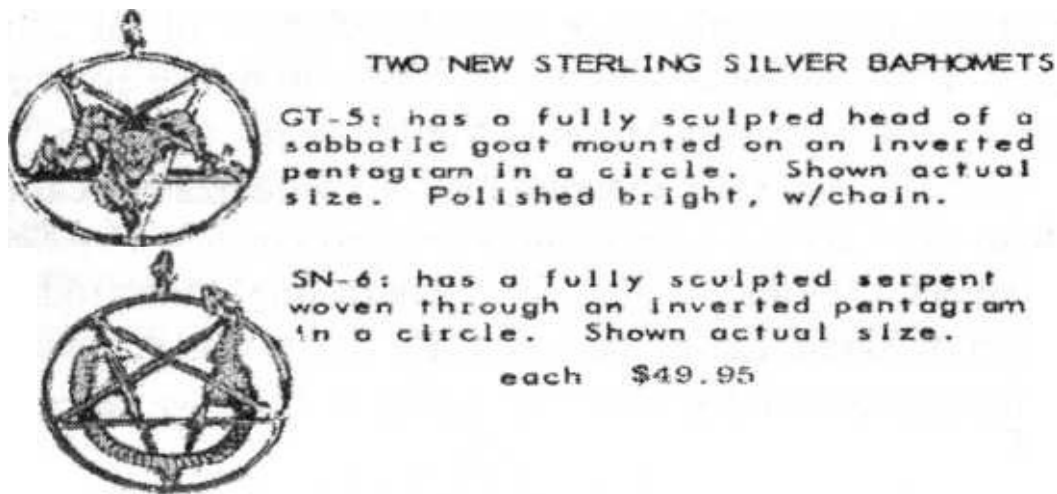 TWO NEW STERLING SILVER BAPHOMETS
GT-5: has a fully sculpted head of a
sabbatic goat mounted on an inverted
pentagram in a circle. Shown actual
size. Polished bright, w/chain.
SN-6: has a fully sculpted serpent
woven through an inverted pentagram
in a circle. Shown actual size.
each $49.95